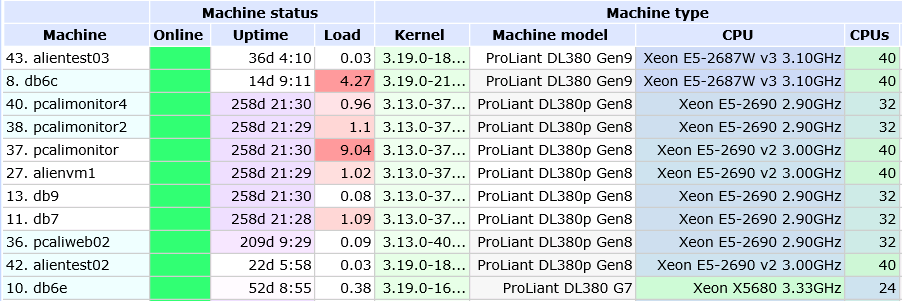 Machine status Machine type
Machine Online Uptime Load Kernel Machine model CPU CPUs
43. alientest03 36d 4:10 0.03 3.19.0-18... ProLiant DL380 Gen9 Xeon E5-2687W v3 3.10GHz 40
8. db6c 14d 9:11 4.27 3.19.0-21... ProLiant DL380 Gen9 Xeon E5-2687W v3 3.10GHz 40
40. pcalimonitor4 258d 21:30 0.96 3.13.0-37... ProLiant DL380p Gen8 Xeon E5-2690 2.90GHz 32
38. pcalimonitor2 258d 21:29 1.1 3.13.0-37... ProLiant DL380p Gen8 Xeon E5-2690 2.90GHz 32
37. pcalimonitor 258d 21:30 9.04 3.13.0-37... ProLiant DL380p Gen8 Xeon E5-2690 v2 3.00GHz 40
27. alienvm1 258d 21:29 1.02 3.13.0-37... ProLiant DL380p Gen8 Xeon E5-2690 v2 3.00GHz 40
13. db9 258d 21:30 0.08 3.13.0-37... ProLiant DL380p Gen8 Xeon E5-2690 2.90GHz 32
11. db7 258d 21:28 1.09 3.13.0-37... ProLiant DL380p Gen8 Xeon E5-2690 2.90GHz 32
36. pcaliweb02 209d 9:29 0.09 3.13.0-40... ProLiant DL380p Gen8 Xeon E5-2690 2.90GHz 32
42. alientest02 22d 5:58 0.03 3.19.0-18... ProLiant DL380p Gen8 Xeon E5-2690 v2 3.00GHz 40
10. db6e 52d 8:55 0.38 3.19.0-16... ProLiant DL380 G7 Xeon X5680 3.33GHz 24